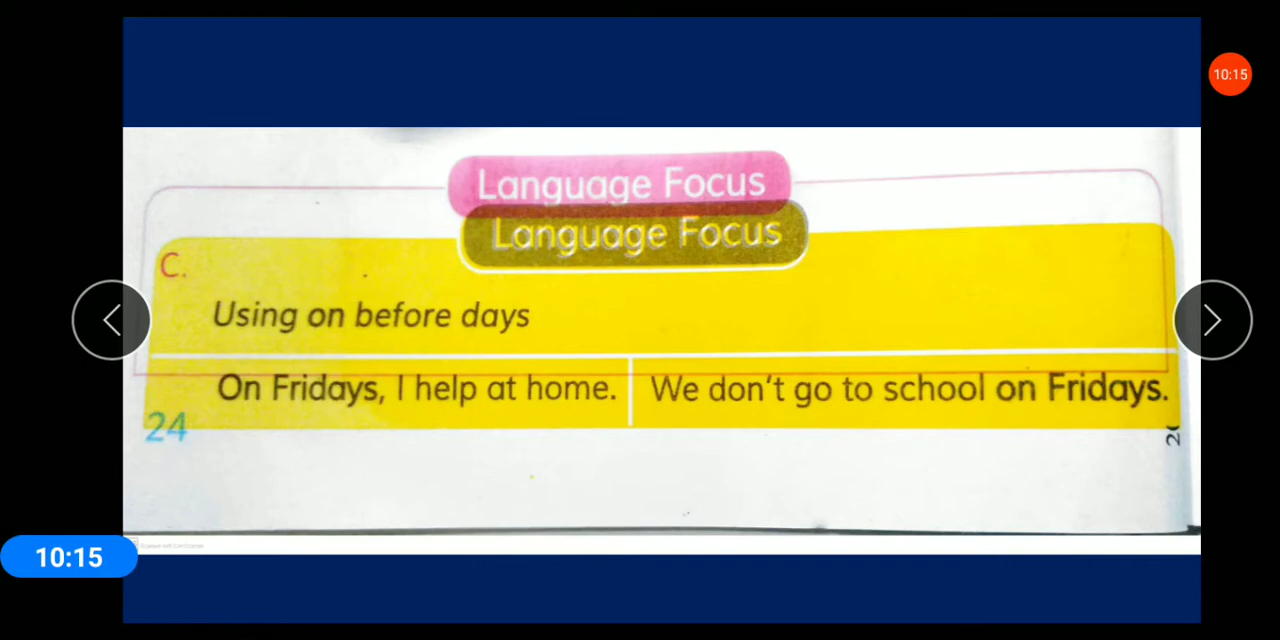 10:15
Language Focus
Language Focus
C.
Using on before days
On Fridays, I help at home. We don't go to school on Fridays.
24
10:15